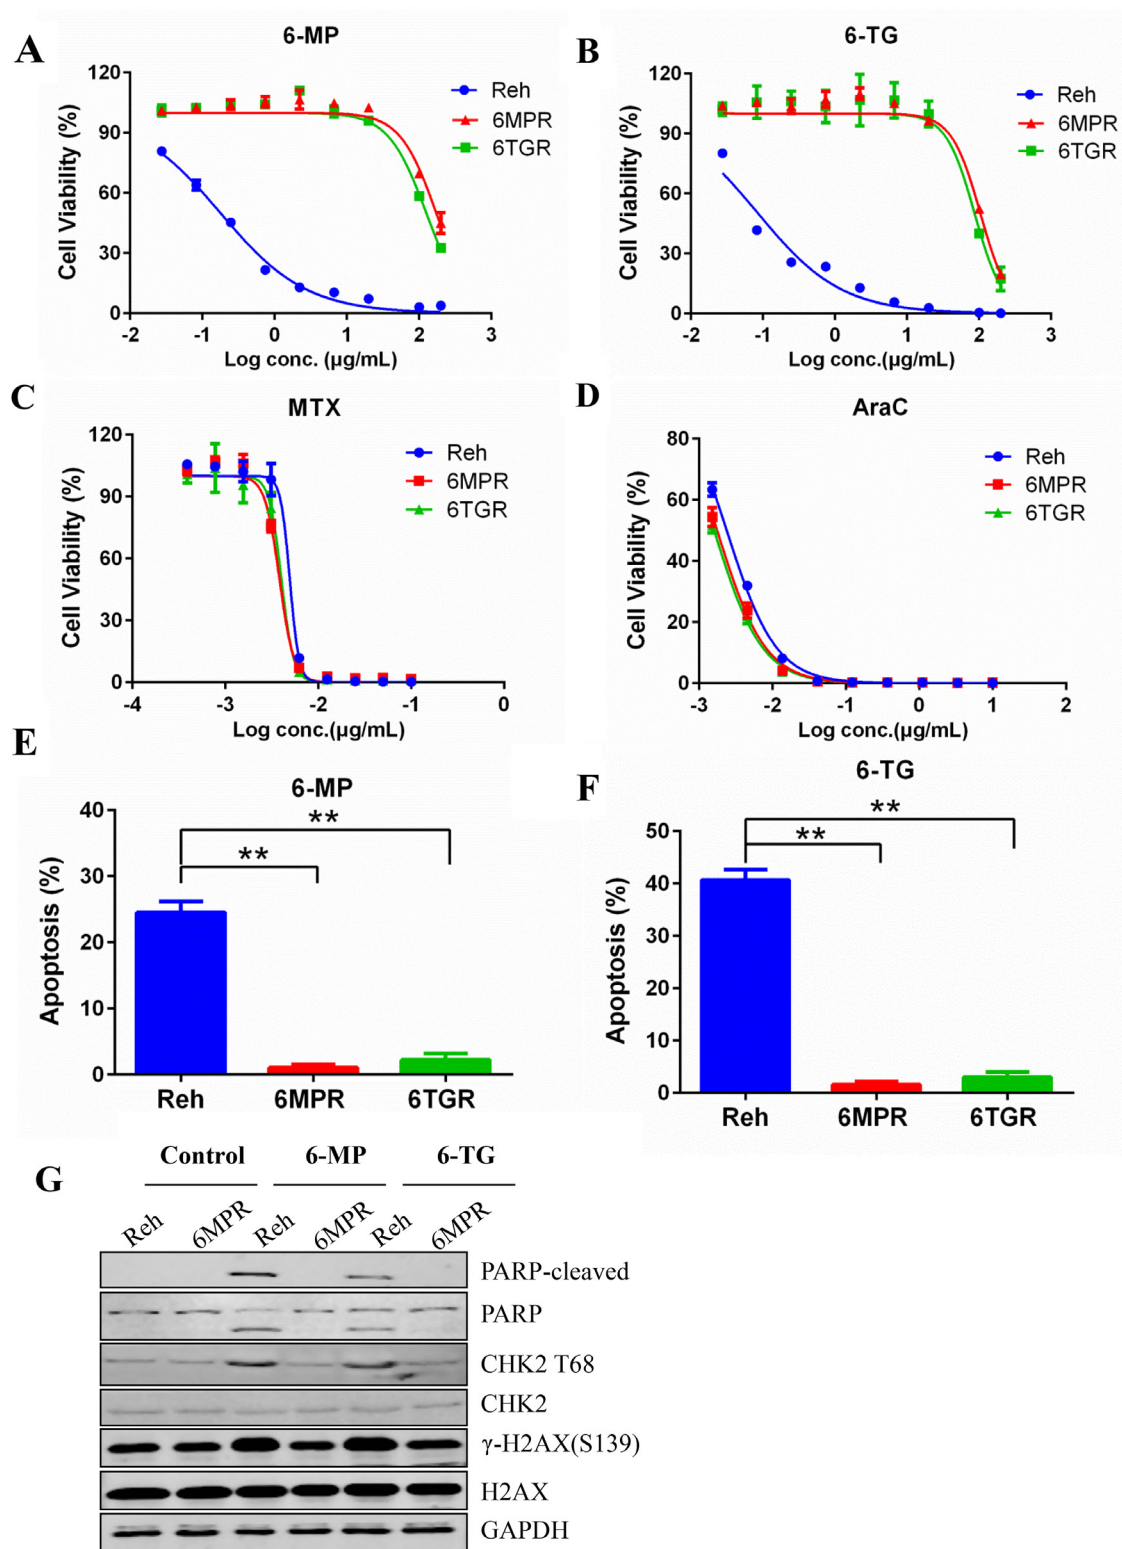 A
6-MP
Cell Viability (%)
120
90
60
30
0
-2
-1
0
1
2
3
Log conc.(μg/mL)
Reh
6MPR
6TGR
B
6-TG
Cell Viability (%)
120
90
60
30
0
-2
-1
0
1
2
3
Log conc.(μg/mL)
Reh
6MPR
6TGR
C
MTX
Cell Viability (%)
120
90
60
30
0
-4
-3
-2
-1
0
Log conc.(μg/mL)
Reh
6MPR
6TGR
D
AraC
Cell Viability (%)
80
60
40
20
0
-3
-2
-1
0
1
2
Log conc.(μg/mL)
Reh
6MPR
6TGR
E
6-MP
Apoptosis (%)
40
30
20
10
0
**
**
Reh
6MPR
6TGR
F
6-TG
Apoptosis (%)
50
40
30
20
10
0
**
**
Reh
6MPR
6TGR
G
Control
6-MP
6-TG
Reh
6MPR
Reh
6MPR
Reh
6MPR
PARP-cleaved
PARP
CHK2 T68
CHK2
γ-H2AX(S139)
H2AX
GAPDH